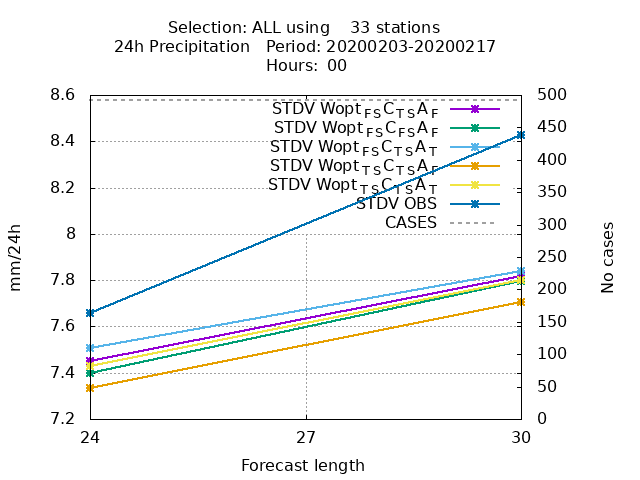 Selection: ALL using 33 stations
24h Precipitation Period: 20200203-20200217
Hours: 00
8.6
8.4
8.2
8
7.8
7.6
7.4
7.2
mm/24h
STDV Wopt_FS C_TS A_F
STDV Wopt_FS C_FS A_F
STDV Wopt_FS C_TS A_T
STDV Wopt_TS C_TS A_F
STDV Wopt_TS C_TS A_T
STDV OBS
CASES
500
450
400
350
300
250
200
150
100
50
0
No cases
24 27 30
Forecast length